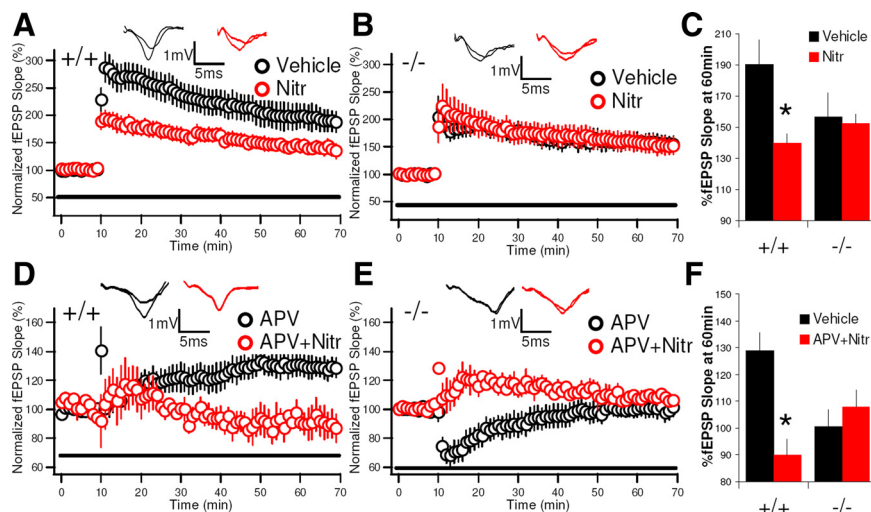 A
+/+
1mV
5ms
Vehicle
Nitr
Normalized fEPSP Slope (%)
300
250
200
150
100
50
0 10 20 30 40 50 60 70
Time (min)
B
-/-
1mV
5ms
Vehicle
Nitr
Normalized fEPSP Slope (%)
300
250
200
150
100
50
0 10 20 30 40 50 60 70
Time (min)
C
Vehicle
Nitr
%fEPSP Slope at 60min
210
190
170
150
130
110
90
*
+/+ -/-
D
+/+
1mV
5ms
APV
APV+Nitr
Normalized fEPSP Slope (%)
160
140
120
100
80
60
0 10 20 30 40 50 60 70
Time (min)
E
-/-
1mV
5ms
APV
APV+Nitr
Normalized fEPSP Slope (%)
160
140
120
100
80
60
0 10 20 30 40 50 60 70
Time (min)
F
Vehicle
APV+Nitr
%fEPSP Slope at 60min
150
140
130
120
110
100
90
80
*
+/+ -/-